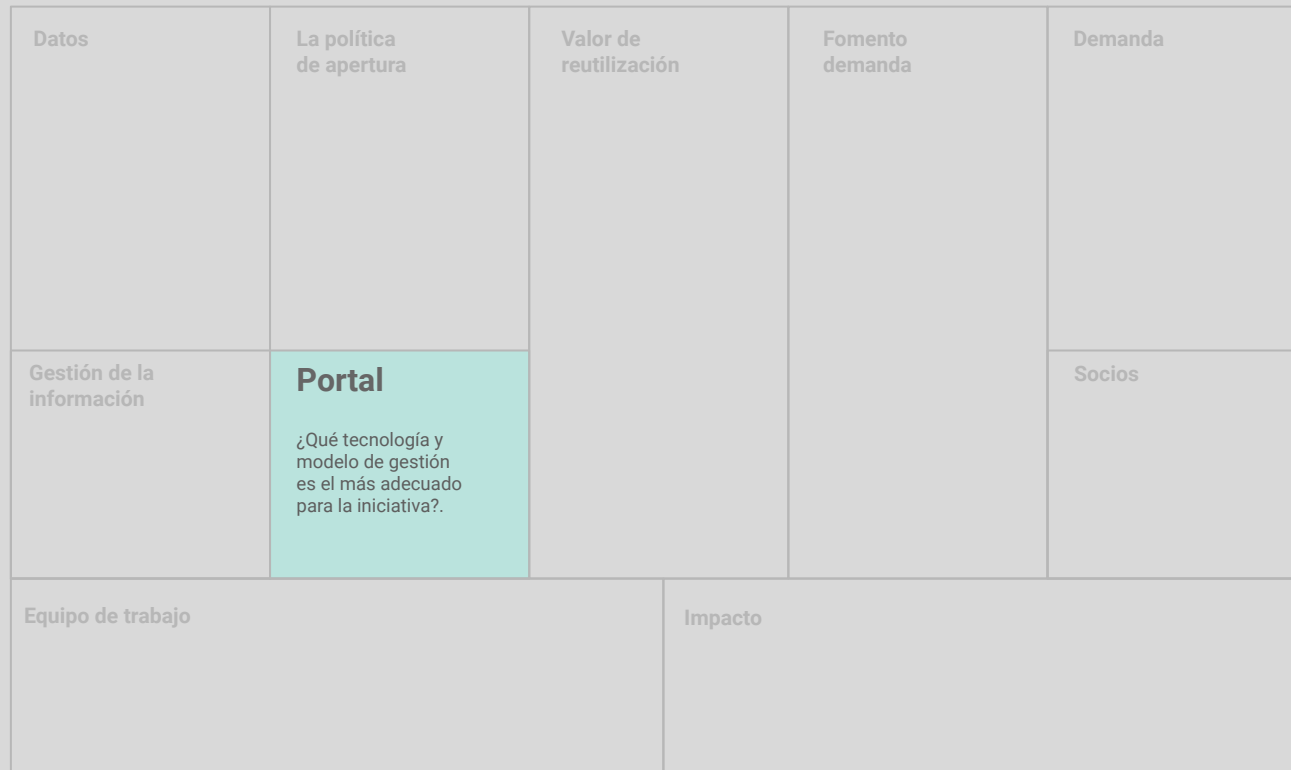 Datos
La política
de apertura
Valor de
reutilización
Fomento
demanda
Demanda
Gestión de la
información
Portal
¿Qué tecnología y
modelo de gestión
es el más adecuado
para la iniciativa?.
Socios
Equipo de trabajo
Impacto